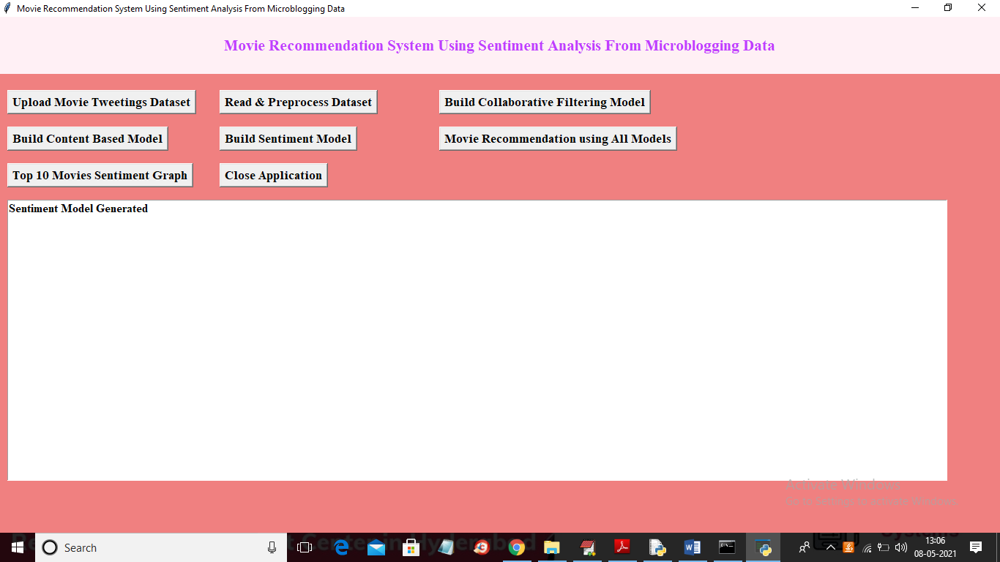 Movie Recommendation System Using Sentiment Analysis From Microblogging Data
Movie Recommendation System Using Sentiment Analysis From Microblogging Data
Upload Movie Tweetings Dataset
Read & Preprocess Dataset
Build Collaborative Filtering Model
Build Content Based Model
Build Sentiment Model
Movie Recommendation using All Models
Top 10 Movies Sentiment Graph
Close Application
Sentiment Model Generated
Activate Windows
Go to Settings to activate Windows.
Search
13:06
08-05-2021